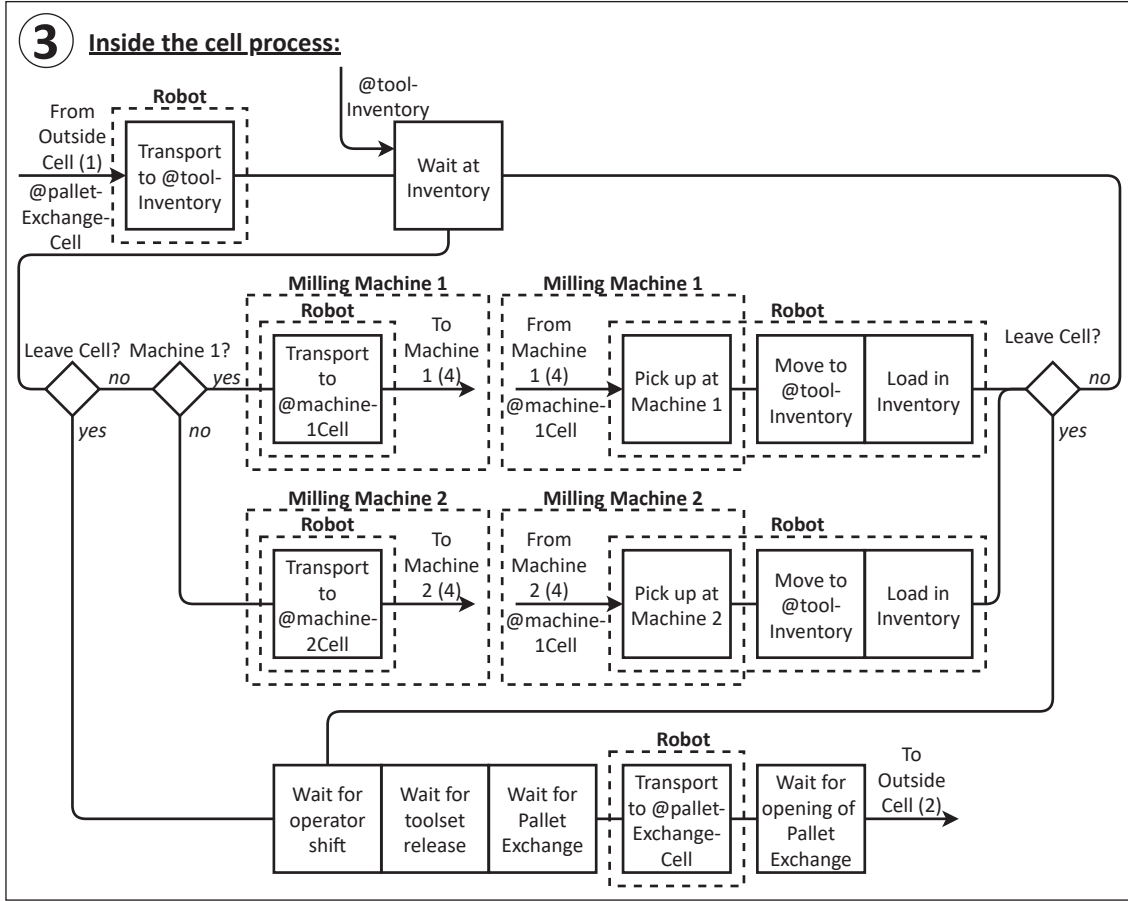 3 Inside the cell process:
@tool-
Inventory
Robot
From
Outside
Cell (1)
@pallet-
Exchange-
Cell
Transport
to @tool-
Inventory
Wait at
Inventory
Milling Machine 1
Robot
Leave Cell?
no
yes
Machine 1?
yes
no
Transport
to
@machine-
1Cell
To
Machine
1 (4)
Milling Machine 1
From
Machine
1 (4)
@machine-
1Cell
Pick up at
Machine 1
Robot
Move to
@tool-
Inventory
Load in
Inventory
Leave Cell?
no
yes
Milling Machine 2
Robot
Transport
to
@machine-
2Cell
To
Machine
2 (4)
Milling Machine 2
From
Machine
2 (4)
@machine-
1Cell
Pick up at
Machine 2
Robot
Move to
@tool-
Inventory
Load in
Inventory
Wait for
operator
shift
Wait for
toolset
release
Wait for
Pallet
Exchange
Robot
Transport
to @pallet-
Exchange-
Cell
Wait for
opening of
Pallet
Exchange
To
Outside
Cell (2)